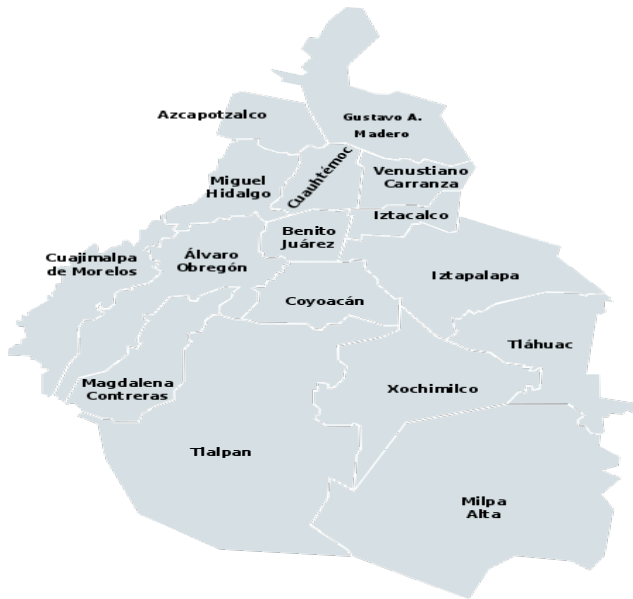 Azcapotzalco
Gustavo A.
Madero
Miguel
Hidalgo
Cuauhtémoc
Venustiano
Carranza
Iztacalco
Cuajimalpa
de Morelos
Álvaro
Obregón
Benito
Juárez
Iztapalapa
Coyoacán
Tláhuac
Magdalena
Contreras
Xochimilco
Tlalpan
Milpa
Alta